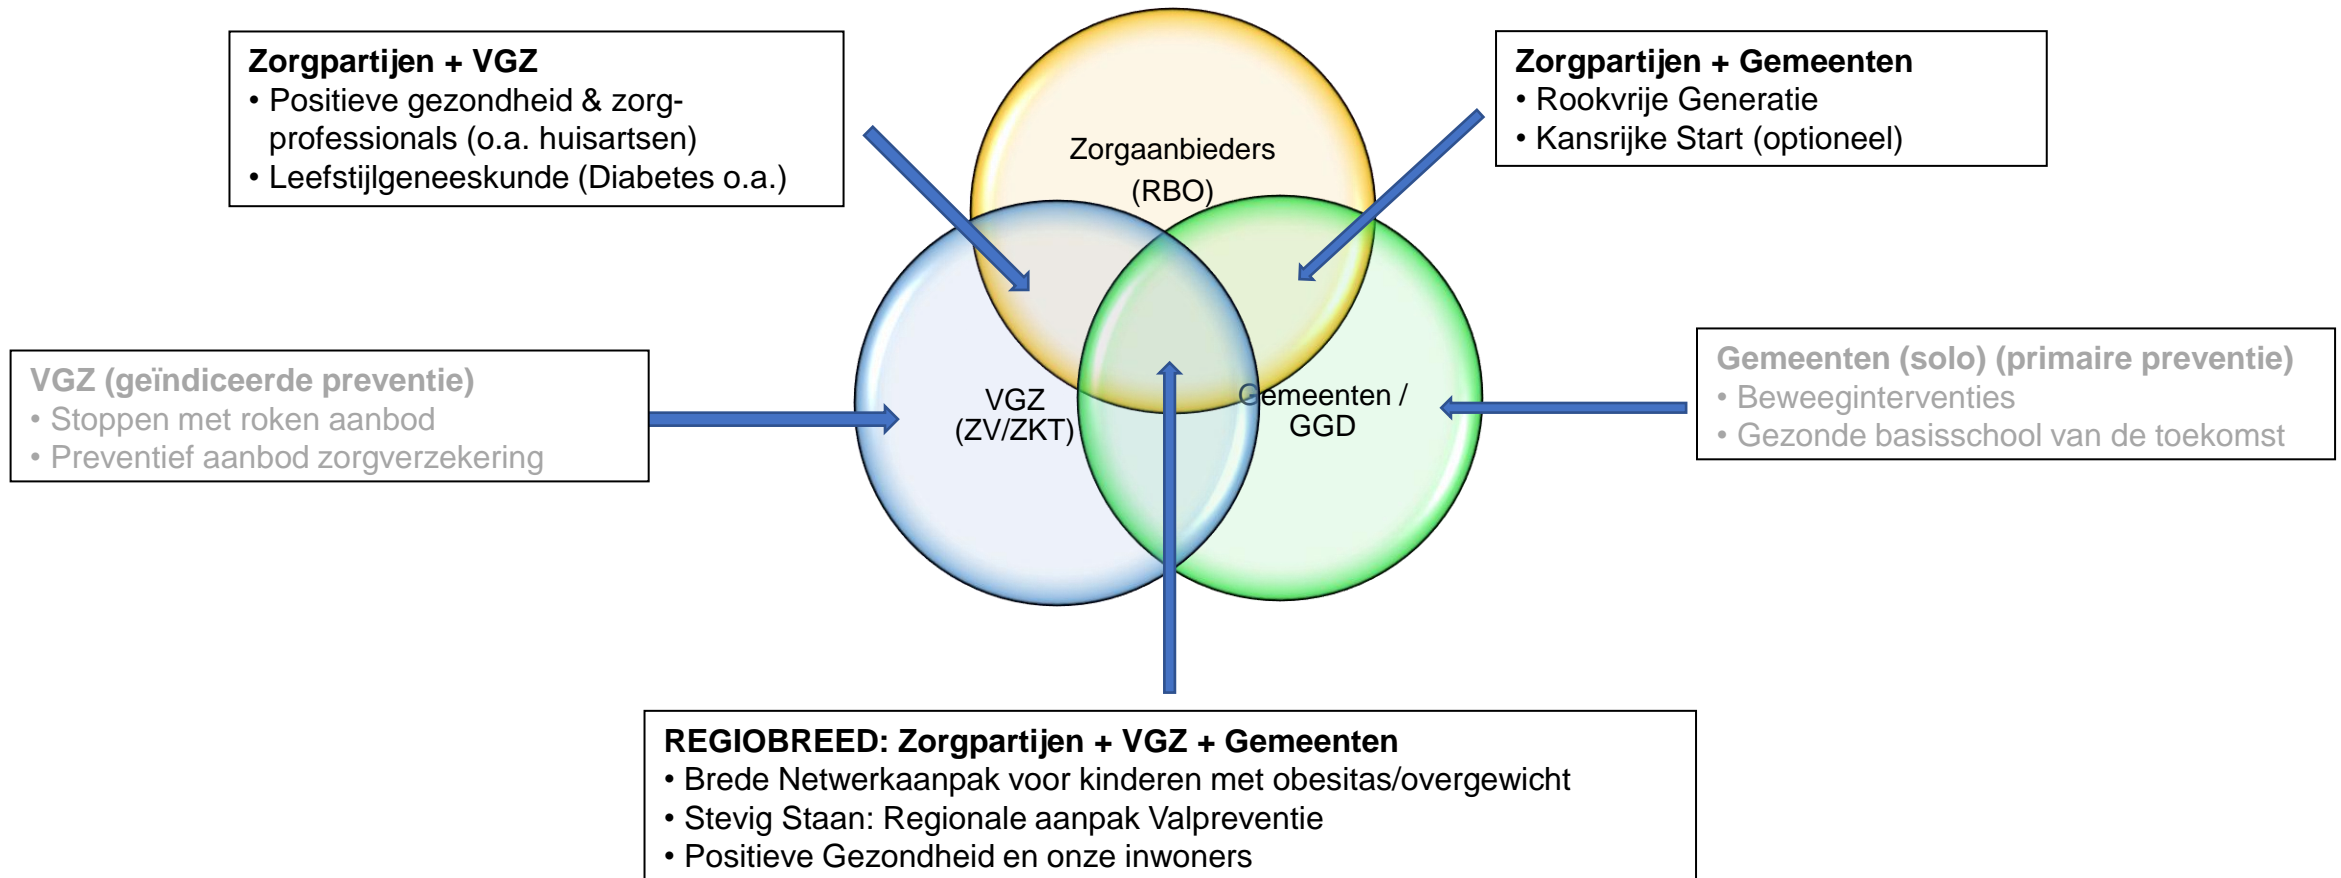 Zorgpartijen + VGZ
• Positieve gezondheid & zorg-
professionals (o.a. huisartsen)
• Leefstijlgeneeskunde (Diabetes o.a.)
Zorgpartijen + Gemeenten
• Rookvrije Generatie
• Kansrijke Start (optioneel)
Zorgaanbieders
(RBO)
VGZ (geïndiceerde preventie)
• Stoppen met roken aanbod
• Preventief aanbod zorgverzekering
VGZ
(ZV/ZKT)
Gemeenten /
GGD
Gemeenten (solo) (primaire preventie)
• Beweeginterventies
• Gezonde basisschool van de toekomst
REGIOBREED: Zorgpartijen + VGZ + Gemeenten
• Brede Netwerkaanpak voor kinderen met obesitas/overgewicht
• Stevig Staan: Regionale aanpak Valpreventie
• Positieve Gezondheid en onze inwoners